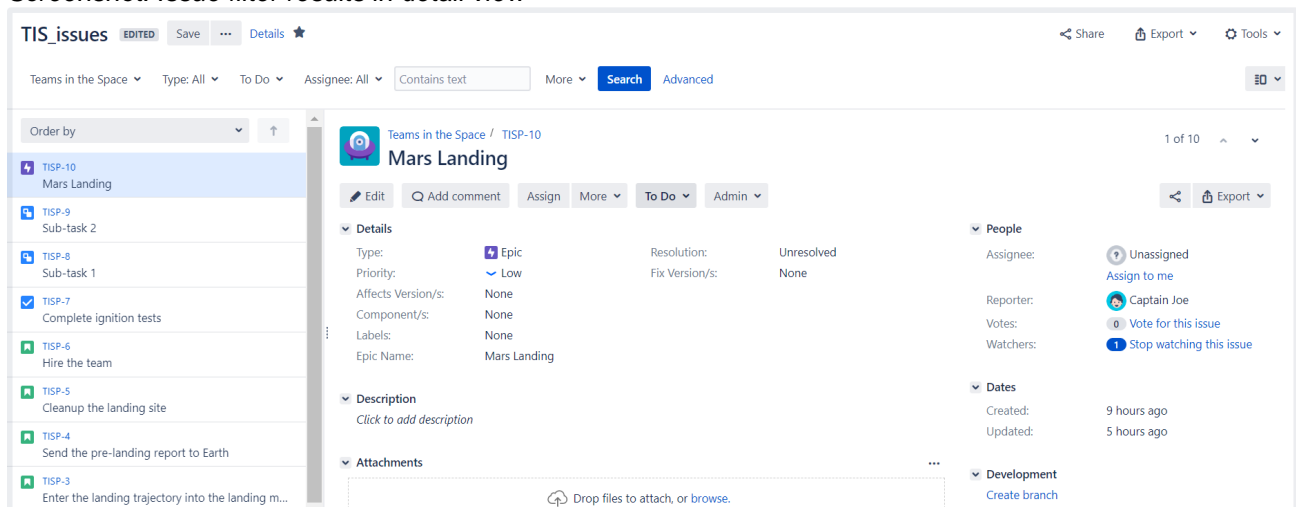 Screenshot: Issue filter results in detail view
TIS_issues EDITED Save ••• Details Share Export Tools
Teams in the Space Type: All To Do Assignee: All Contains text More Search Advanced
Order by
TISP-10
Mars Landing
TISP-9
Sub-task 2
TISP-8
Sub-task 1
TISP-7
Complete ignition tests
TISP-6
Hire the team
TISP-5
Cleanup the landing site
TISP-4
Send the pre-landing report to Earth
TISP-3
Enter the landing trajectory into the landing m...
Teams in the Space / TISP-10 1 of 10
Mars Landing
Edit Add comment Assign More To Do Admin Export
Details
Type: Epic Resolution: Unresolved
Priority: Low Fix Version/s: None
Affects Version/s: None
Component/s: None
Labels: None
Epic Name: Mars Landing
Description
Click to add description
Attachments •••
Drop files to attach, or browse.
People
Assignee: ? Unassigned
Assign to me
Reporter: Captain Joe
Votes: 0 Vote for this issue
Watchers: 1 Stop watching this issue
Dates
Created: 9 hours ago
Updated: 5 hours ago
Development
Create branch